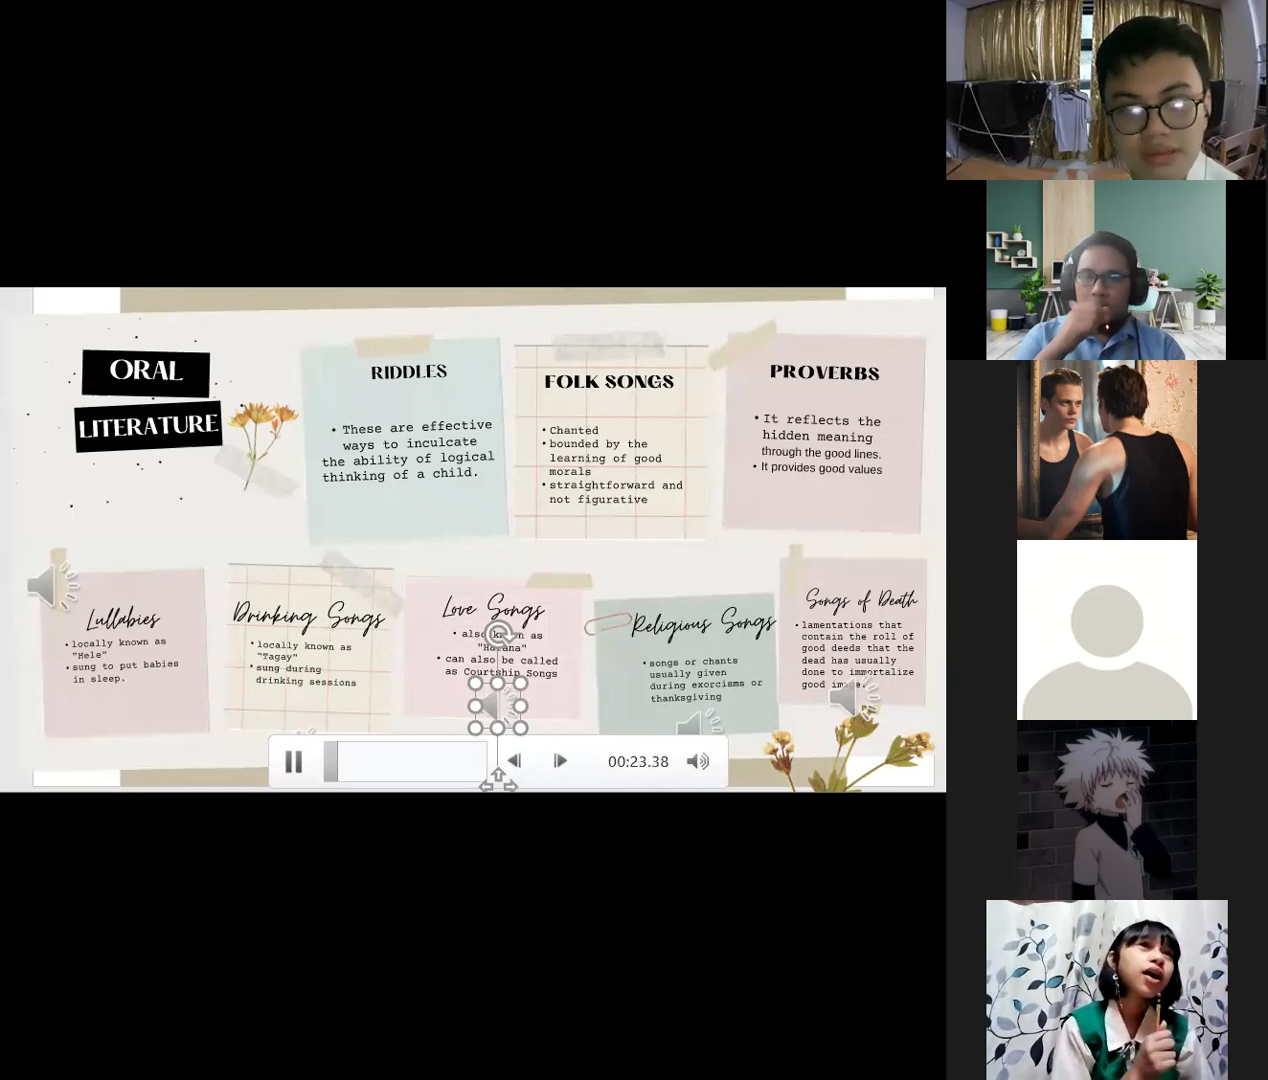 ORAL
LITERATURE
RIDDLES
• These are effective
ways to inculcate
the ability of logical
thinking of a child.
FOLK SONGS
• Chanted
• bounded by the
learning of good
morals
• straightforward and
not figurative
PROVERBS
• It reflects the
hidden meaning
through the good lines.
• It provides good values
Lullabies
• locally known as
"Hele"
• sung to put babies
in sleep.
Drinking Songs
• locally known as
"Tagay"
• sung during
drinking sessions
Love Songs
• also known as
"Harana"
• can also be called
as Courtship Songs
Religious Songs
• songs or chants
usually given
during exorcisms or
thanksgiving
Songs of Death
• lamentations that
contain the roll of
good deeds that the
dead has usually
done to immortalize
good image.
00:23.38